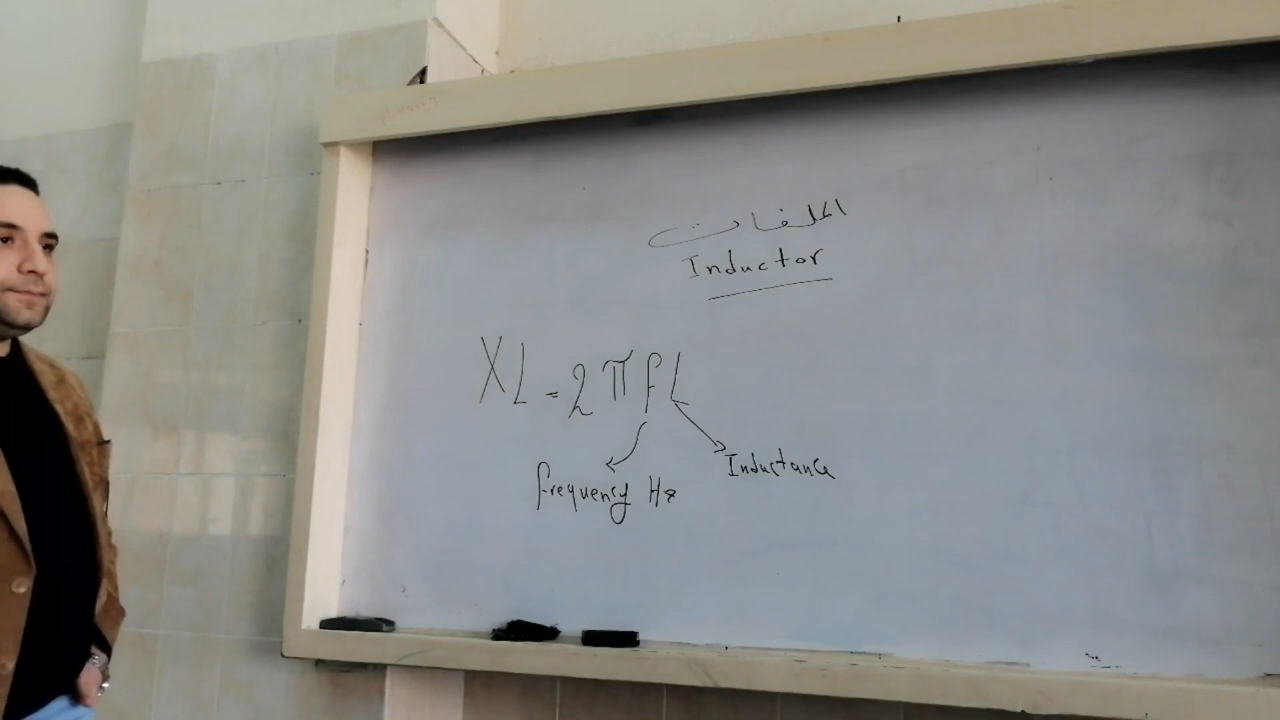 الملفات
Inductor
XL = 2πfL
frequency Hz
Inductance